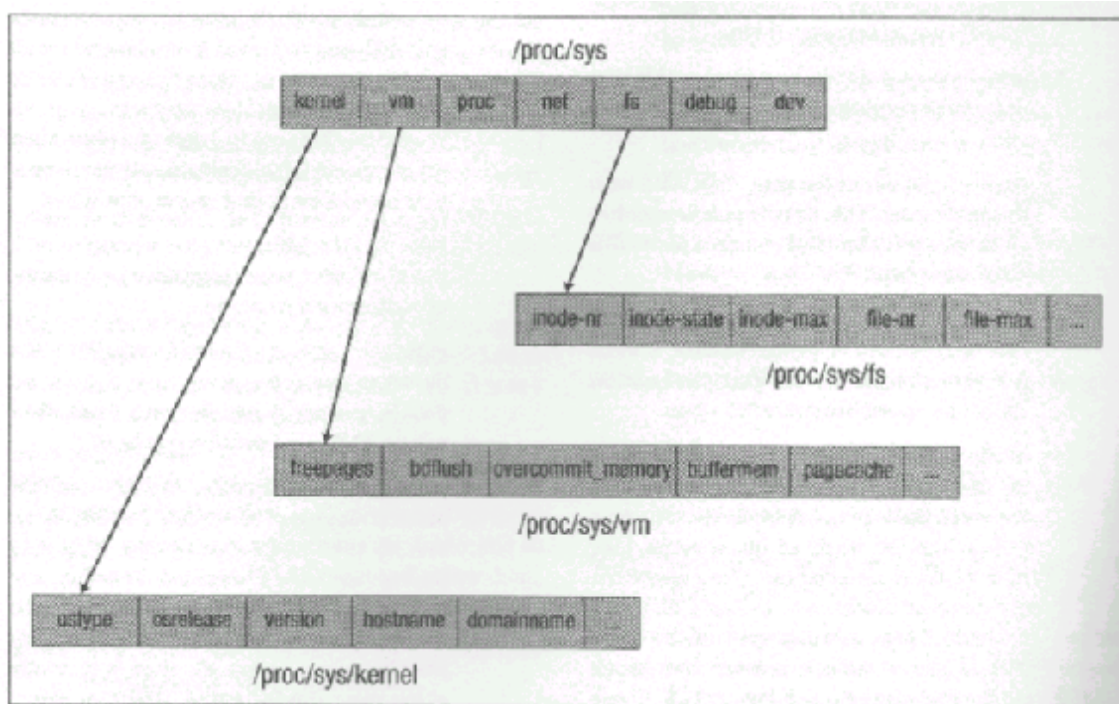 /proc/sys
kernel vm proc net fs debug dev
inode-nr inode-state inode-max file-nr file-max ...
/proc/sys/fs
freepages bdflush overcommit_memory buffermem pagecache ...
/proc/sys/vm
ostype osrelease version hostname domainname ...
/proc/sys/kernel